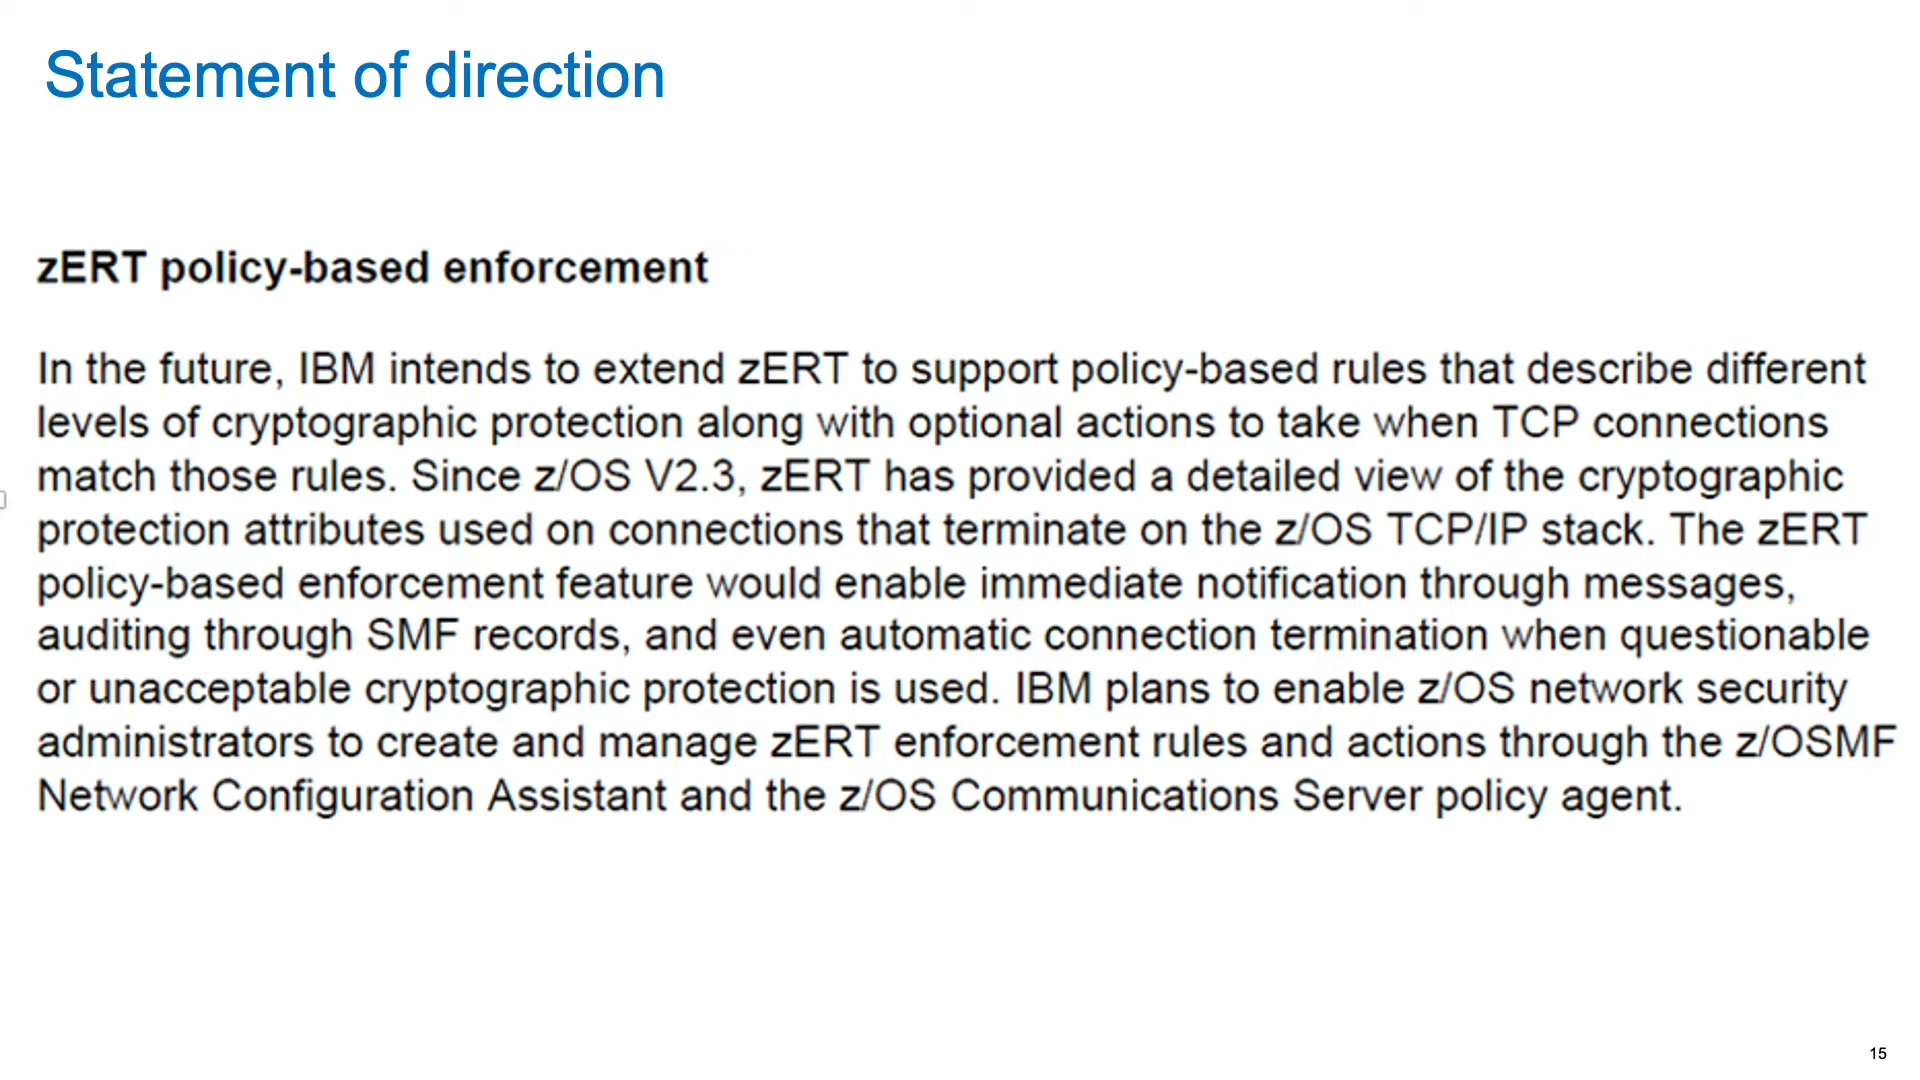 Statement of direction
zERT policy-based enforcement
In the future, IBM intends to extend zERT to support policy-based rules that describe different
levels of cryptographic protection along with optional actions to take when TCP connections
match those rules. Since z/OS V2.3, zERT has provided a detailed view of the cryptographic
protection attributes used on connections that terminate on the z/OS TCP/IP stack. The zERT
policy-based enforcement feature would enable immediate notification through messages,
auditing through SMF records, and even automatic connection termination when questionable
or unacceptable cryptographic protection is used. IBM plans to enable z/OS network security
administrators to create and manage zERT enforcement rules and actions through the z/OSMF
Network Configuration Assistant and the z/OS Communications Server policy agent.
15